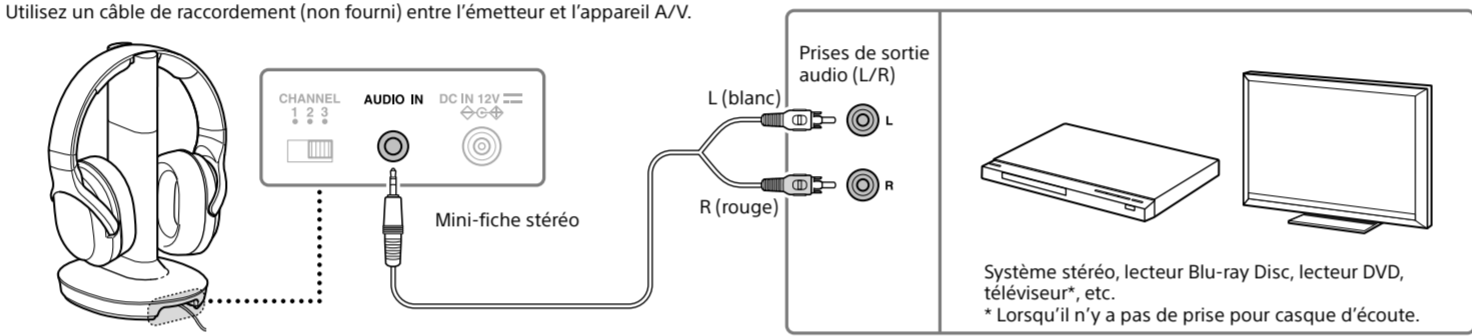 Utilisez un câble de raccordement (non fourni) entre l’émetteur et l’appareil A/V.
CHANNEL
1 2 3
AUDIO IN
DC IN 12V
Mini-fiche stéréo
L (blanc)
R (rouge)
Prises de sortie
audio (L/R)
L
R
Système stéréo, lecteur Blu-ray Disc, lecteur DVD,
téléviseur*, etc.
* Lorsqu’il n’y a pas de prise pour casque d’écoute.